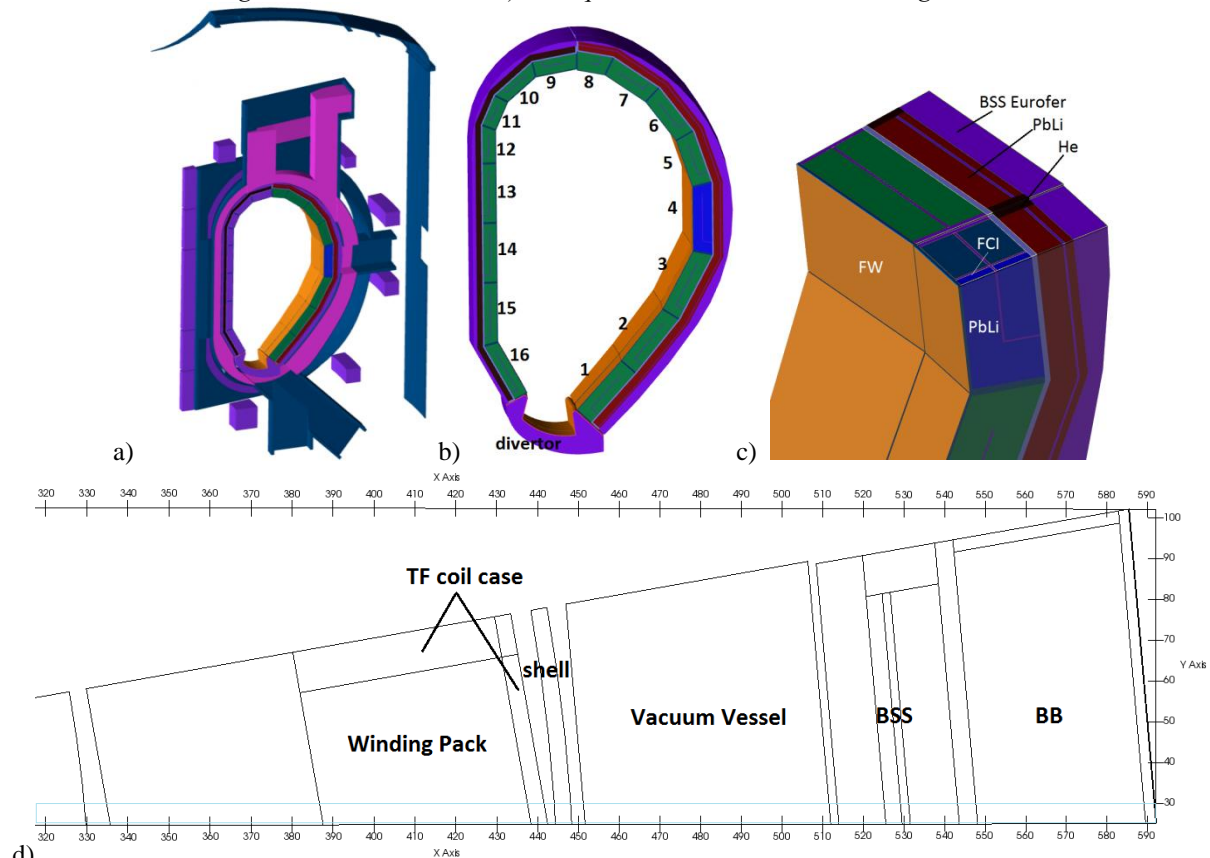 9
8
10
7
11
6
12
5
13
4
14
3
15
2
16
1
divertor
BSS Eurofer
PbLi
He
FCI
FW
PbLi
a)
b)
c)
X Axis
320 330 340 350 360 370 380 390 400 410 420 430 440 450 460 470 480 490 500 510 520 530 540 550 560 570 580 590
100
90
80
70
60
50
40
30
Y Axis
TF coil case
shell
Winding Pack
Vacuum Vessel
BSS
BB
320 330 340 350 360 370 380 390 400 410 420 430 440 450 460 470 480 490 500 510 520 530 540 550 560 570 580 590
X Axis
d)